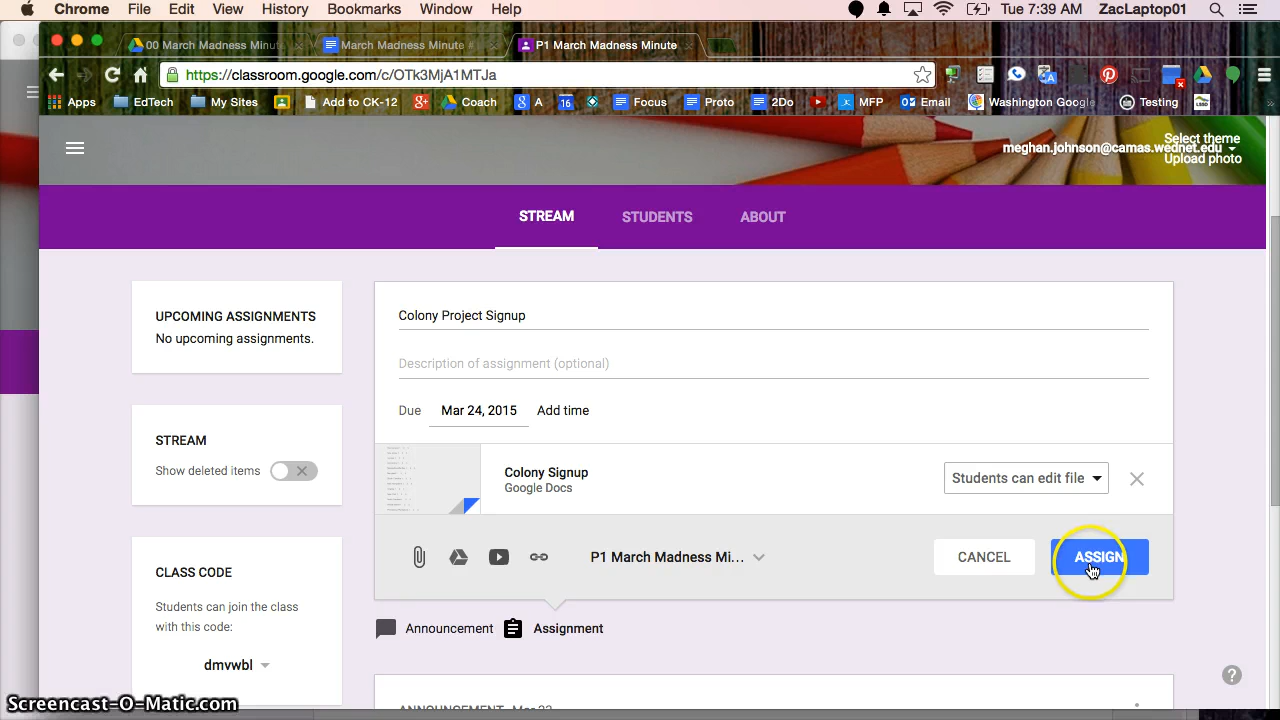 Chrome File Edit View History Bookmarks Window Help Tue 7:39 AM ZacLaptop01
00 March Madness Minute March Madness Minute # P1 March Madness Minute
https://classroom.google.com/c/OTk3MjA1MTJa
Apps EdTech My Sites Add to CK-12 Coach A 16 Focus Proto 2Do MFP Email Washington Google Testing
Select theme
meghan.johnson@camas.wednet.edu
Upload photo
STREAM STUDENTS ABOUT
UPCOMING ASSIGNMENTS
No upcoming assignments.
Colony Project Signup
Description of assignment (optional)
Due Mar 24, 2015 Add time
STREAM
Show deleted items
Colony Signup
Google Docs
Students can edit file
P1 March Madness Mi... CANCEL ASSIGN
CLASS CODE
Students can join the class
with this code:
dmvwbl
Announcement Assignment
ANNOUNCEMENT Mar 23
Screencast-O-Matic.com